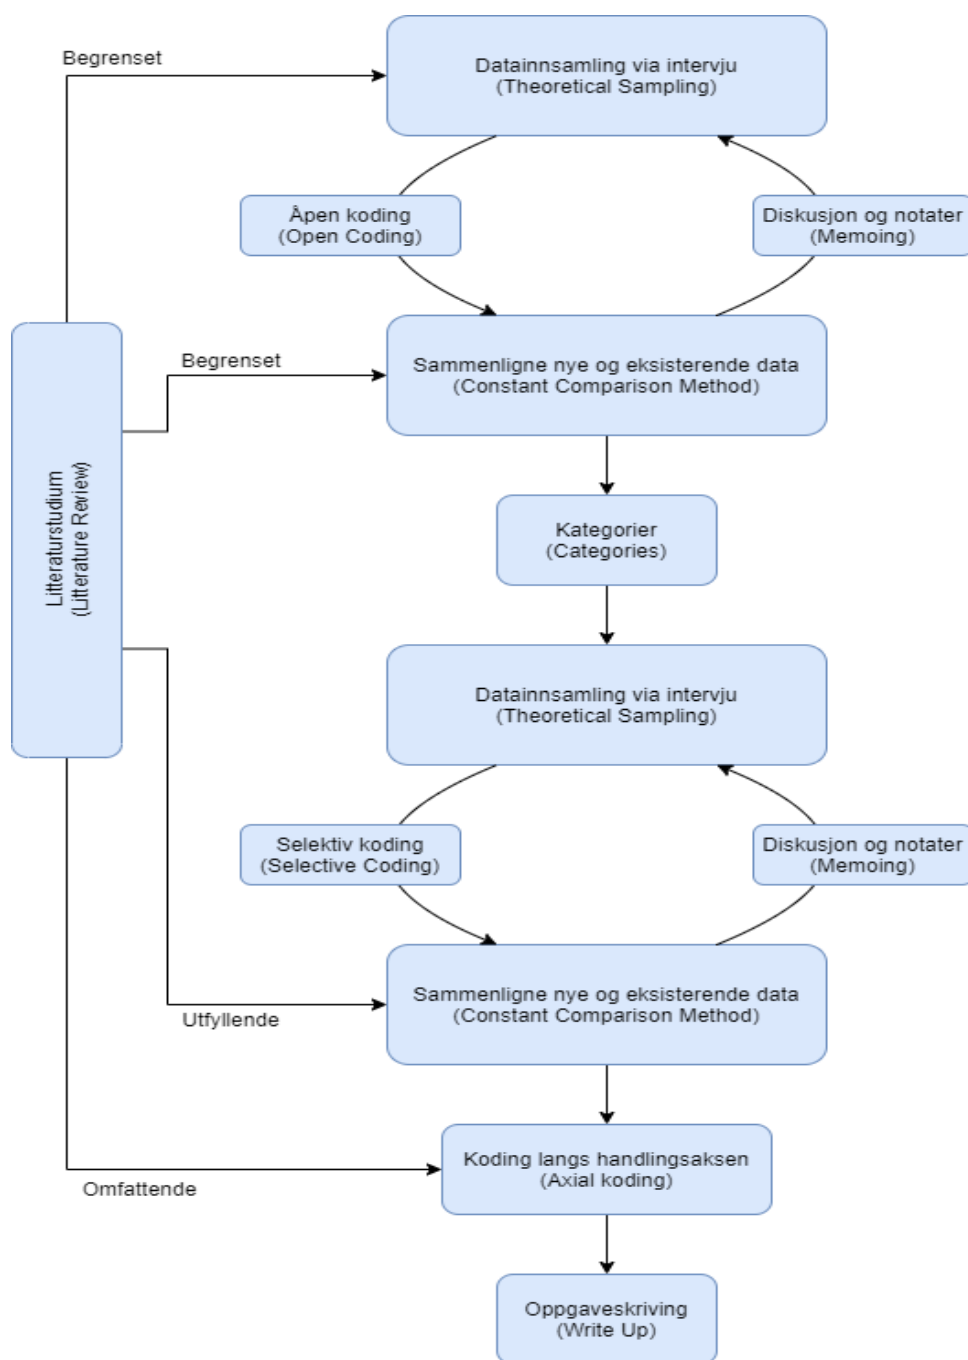 Begrenset
Datainnsamling via intervju
(Theoretical Sampling)
Åpen koding
(Open Coding)
Diskusjon og notater
(Memoing)
Begrenset
Sammenligne nye og eksisterende data
(Constant Comparison Method)
Litteraturstudium
(Litterature Review)
Kategorier
(Categories)
Datainnsamling via intervju
(Theoretical Sampling)
Selektiv koding
(Selective Coding)
Diskusjon og notater
(Memoing)
Sammenligne nye og eksisterende data
(Constant Comparison Method)
Utfyllende
Koding langs handlingsaksen
(Axial koding)
Omfattende
Oppgaveskriving
(Write Up)